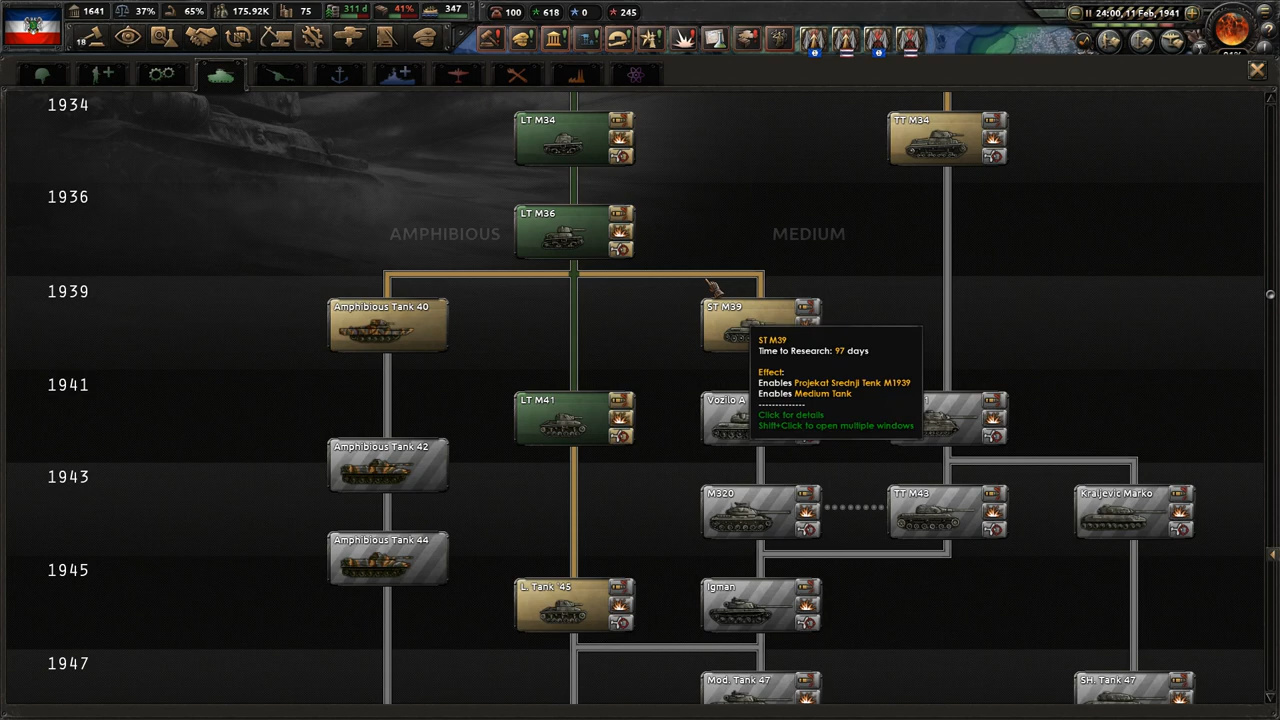 1641
37%
65%
175.92K
75
311 d
41%
347
100
618
0
245
24:00, 11 Feb, 1941
18
1934
LT M34
TT M34
1936
LT M36
AMPHIBIOUS
MEDIUM
1939
Amphibious Tank 40
ST M39
ST M39
Time to Research: 97 days
Effect:
Enables Projekat Srednji Tenk M1939
Enables Medium Tank
--------------
Click for details
Shift+Click to open multiple windows
1941
LT M41
Vozilo A
1
Amphibious Tank 42
1943
M320
TT M43
Kraljevic Marko
Amphibious Tank 44
1945
L. Tank '45
Igman
1947
Mod. Tank 47
SH. Tank 47